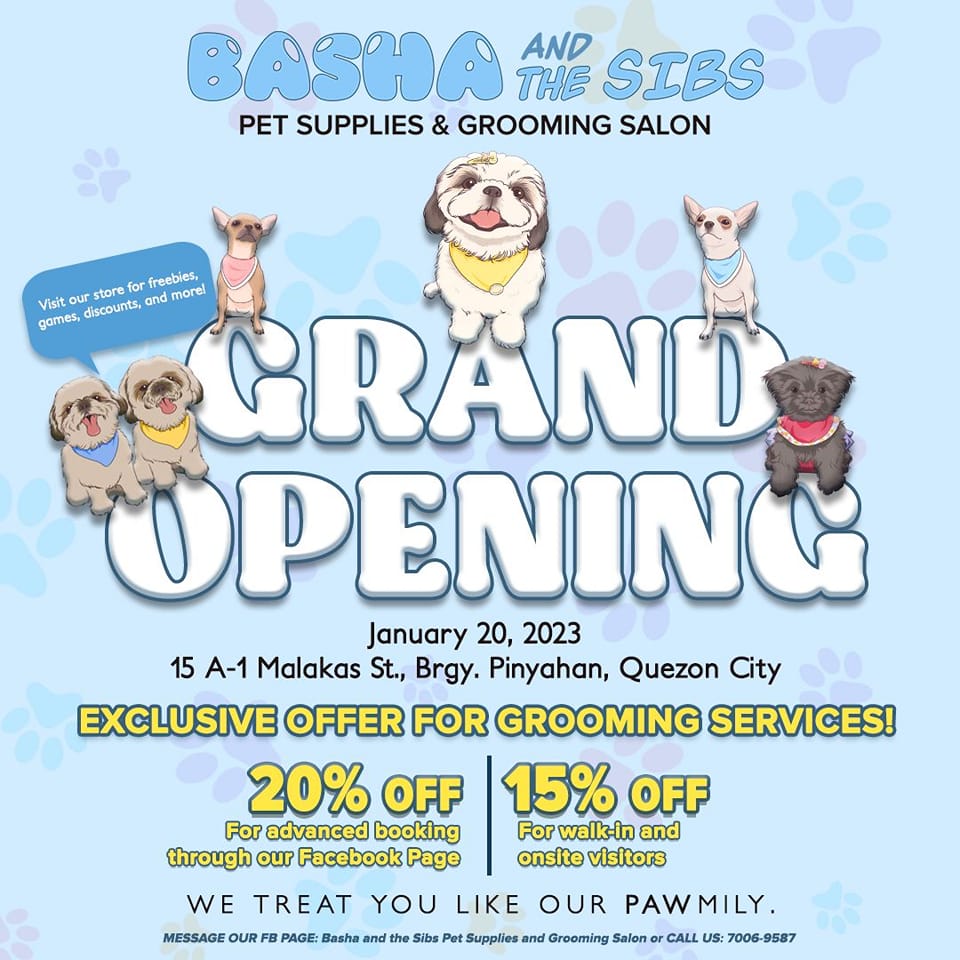 BASHA AND THE SIBS
PET SUPPLIES & GROOMING SALON
Visit our store for freebies,
games, discounts, and more!
GRAND
OPENING
January 20, 2023
15 A-1 Malakas St., Brgy. Pinyahan, Quezon City
EXCLUSIVE OFFER FOR GROOMING SERVICES!
20% OFF
For advanced booking
through our Facebook Page
15% OFF
For walk-in and
onsite visitors
WE TREAT YOU LIKE OUR PAWMILY.
MESSAGE OUR FB PAGE: Basha and the Sibs Pet Supplies and Grooming Salon or CALL US: 7006-9587